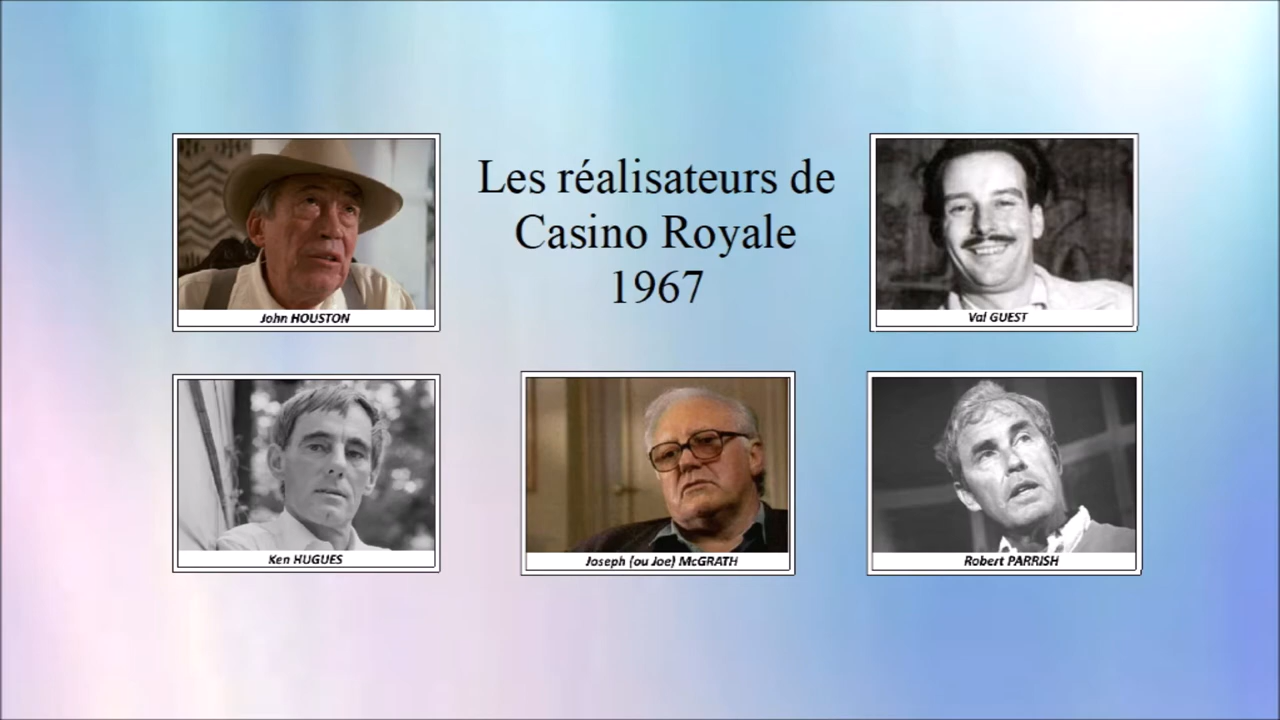 Les réalisateurs de
Casino Royale
1967
John HOUSTON
Val GUEST
Ken HUGUES
Joseph (ou Joe) McGRATH
Robert PARRISH